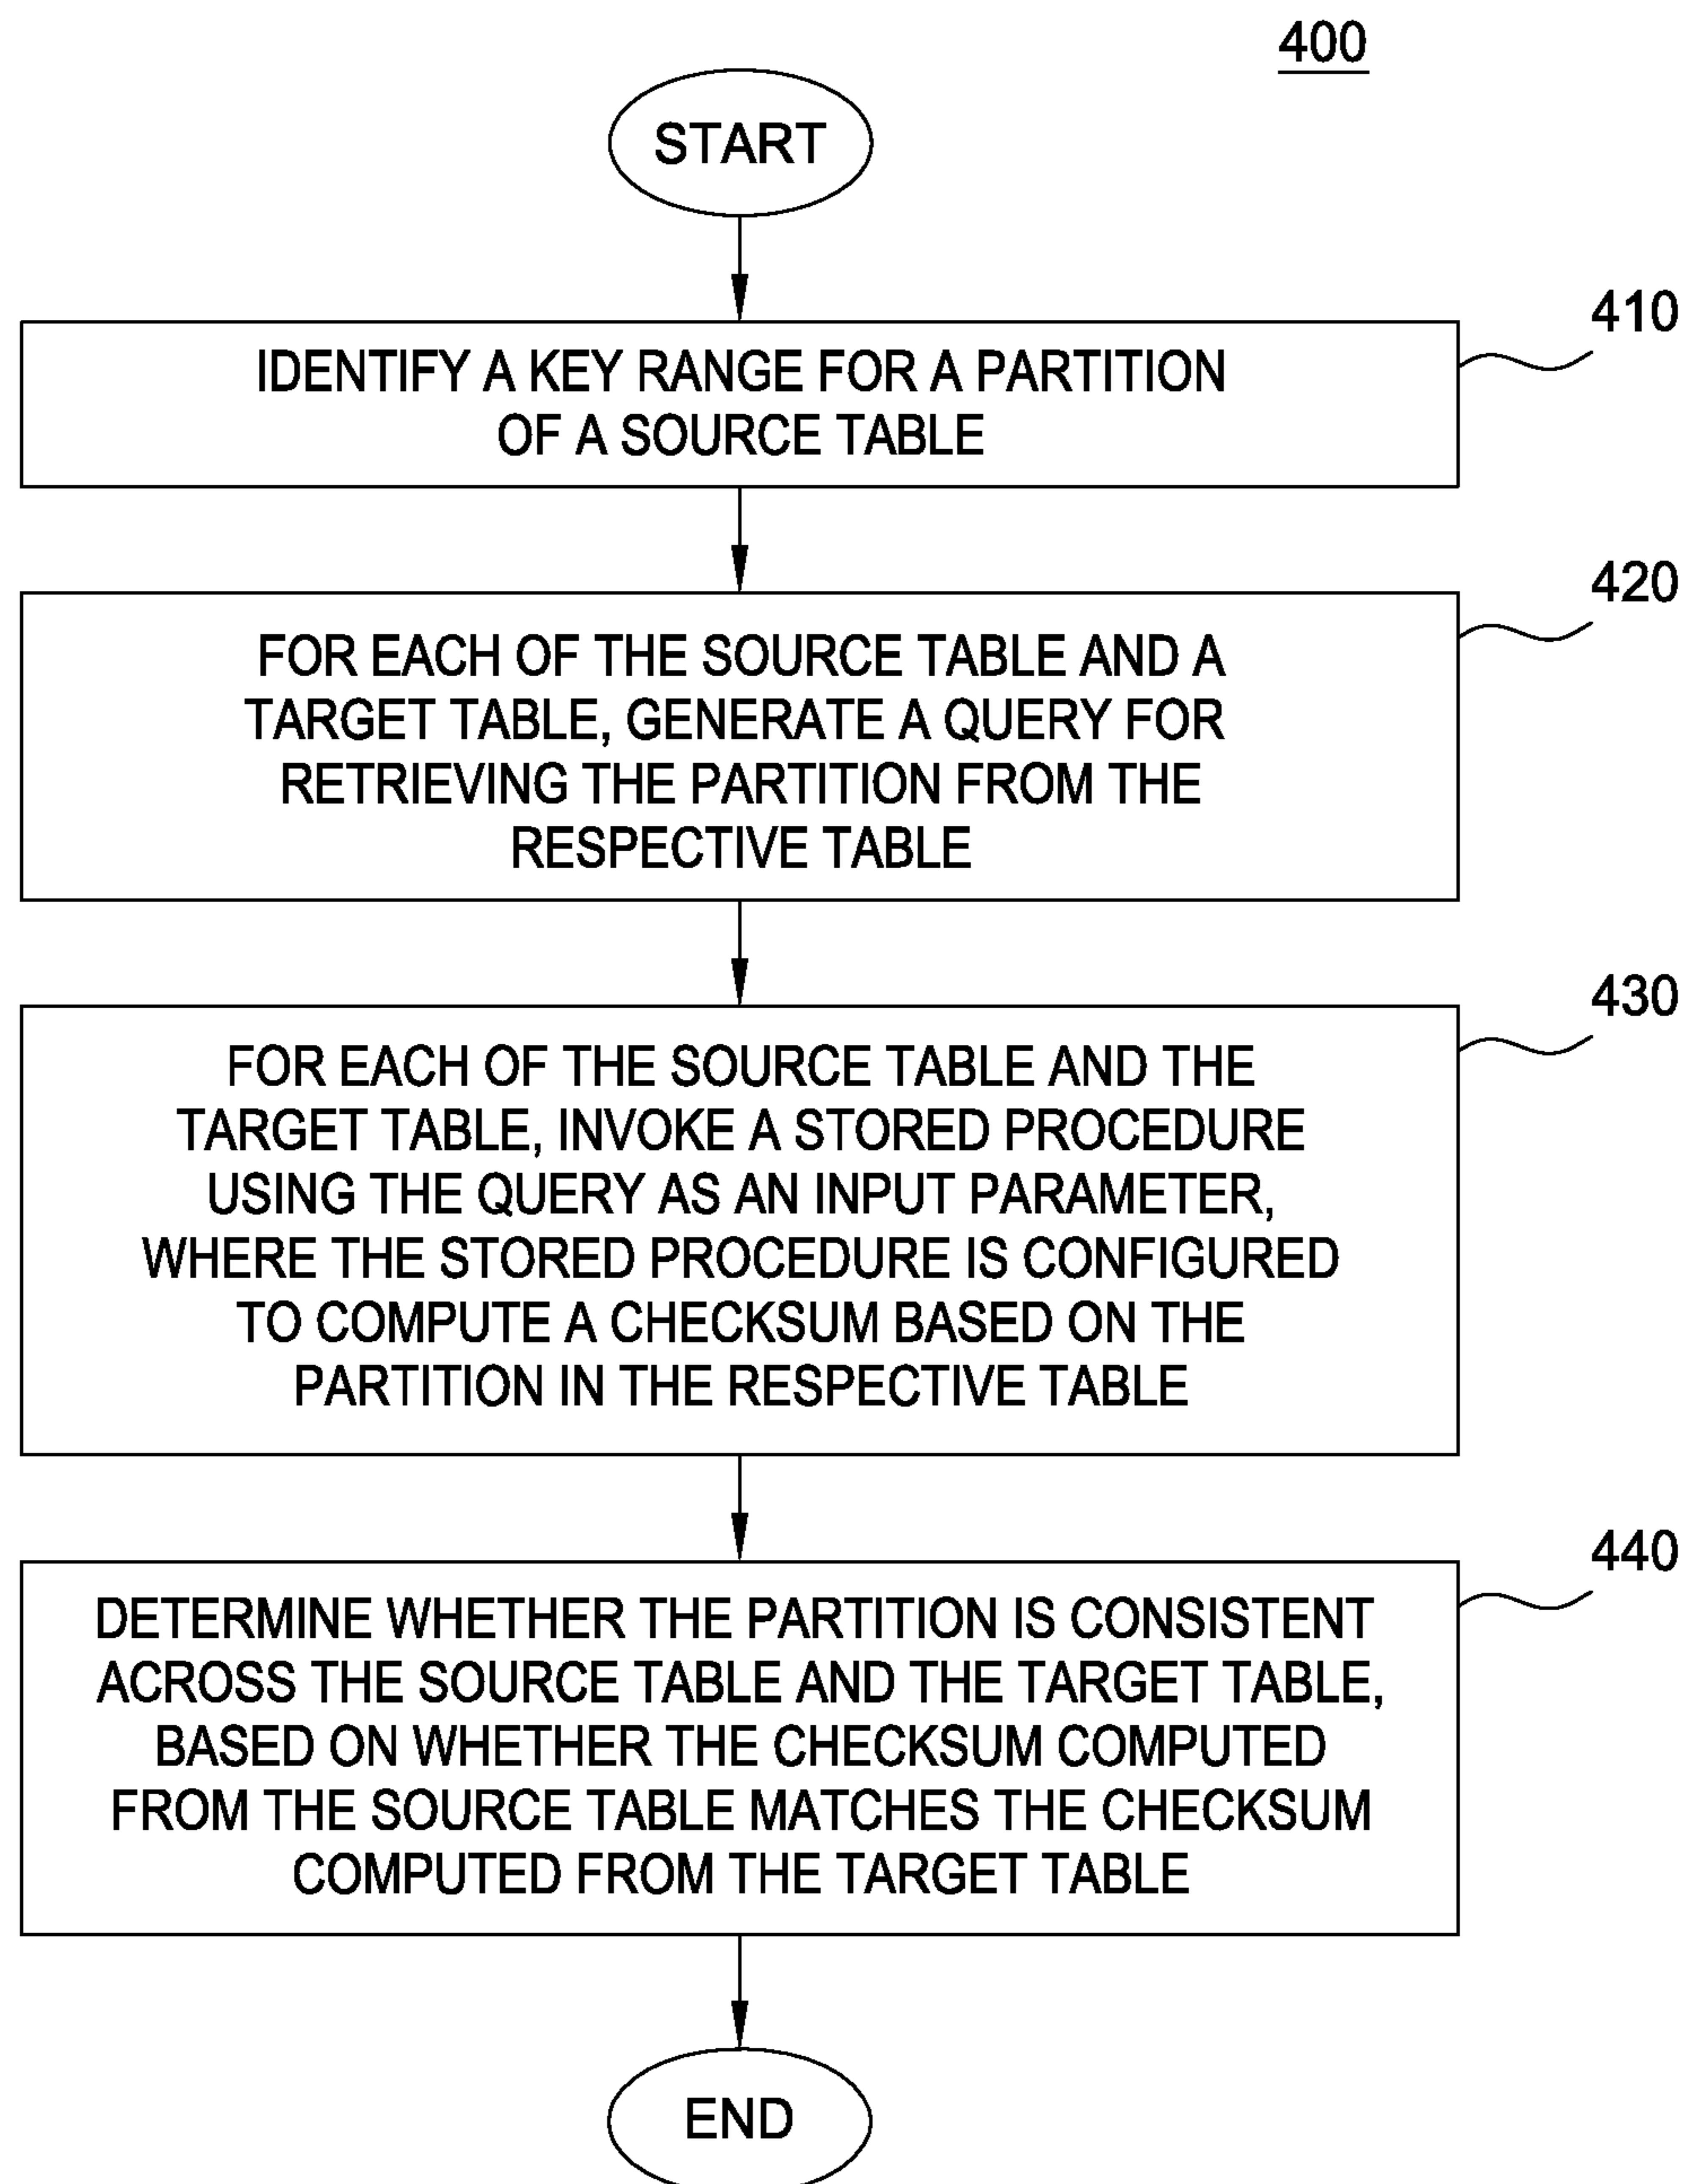 400
START
410
IDENTIFY A KEY RANGE FOR A PARTITION
OF A SOURCE TABLE
420
FOR EACH OF THE SOURCE TABLE AND A
TARGET TABLE, GENERATE A QUERY FOR
RETRIEVING THE PARTITION FROM THE
RESPECTIVE TABLE
430
FOR EACH OF THE SOURCE TABLE AND THE
TARGET TABLE, INVOKE A STORED PROCEDURE
USING THE QUERY AS AN INPUT PARAMETER,
WHERE THE STORED PROCEDURE IS CONFIGURED
TO COMPUTE A CHECKSUM BASED ON THE
PARTITION IN THE RESPECTIVE TABLE
440
DETERMINE WHETHER THE PARTITION IS CONSISTENT
ACROSS THE SOURCE TABLE AND THE TARGET TABLE,
BASED ON WHETHER THE CHECKSUM COMPUTED
FROM THE SOURCE TABLE MATCHES THE CHECKSUM
COMPUTED FROM THE TARGET TABLE
END